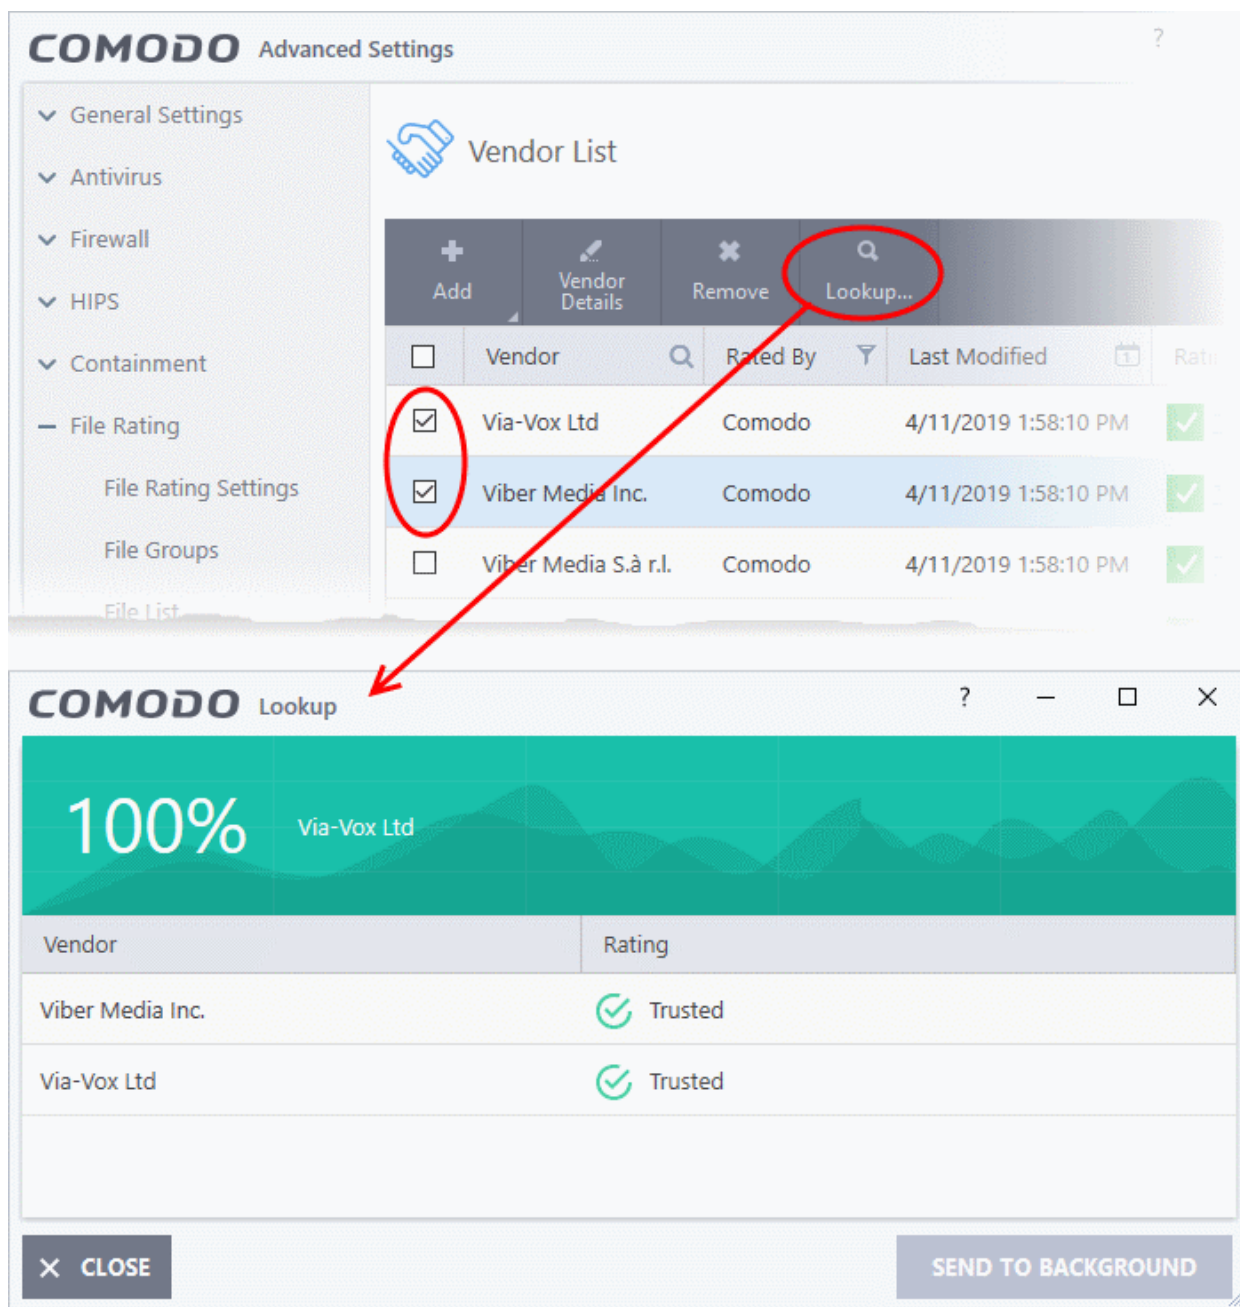 COMODO Advanced Settings
?
General Settings
Antivirus
Firewall
HIPS
Containment
File Rating
File Rating Settings
File Groups
File List
Vendor List
Add
Vendor Details
Remove
Lookup...
Vendor Rated By Last Modified
Via-Vox Ltd Comodo 4/11/2019 1:58:10 PM
Viber Media Inc. Comodo 4/11/2019 1:58:10 PM
Viber Media S.à r.l. Comodo 4/11/2019 1:58:10 PM
COMODO Lookup
?
100% Via-Vox Ltd
Vendor Rating
Viber Media Inc. Trusted
Via-Vox Ltd Trusted
CLOSE
SEND TO BACKGROUND